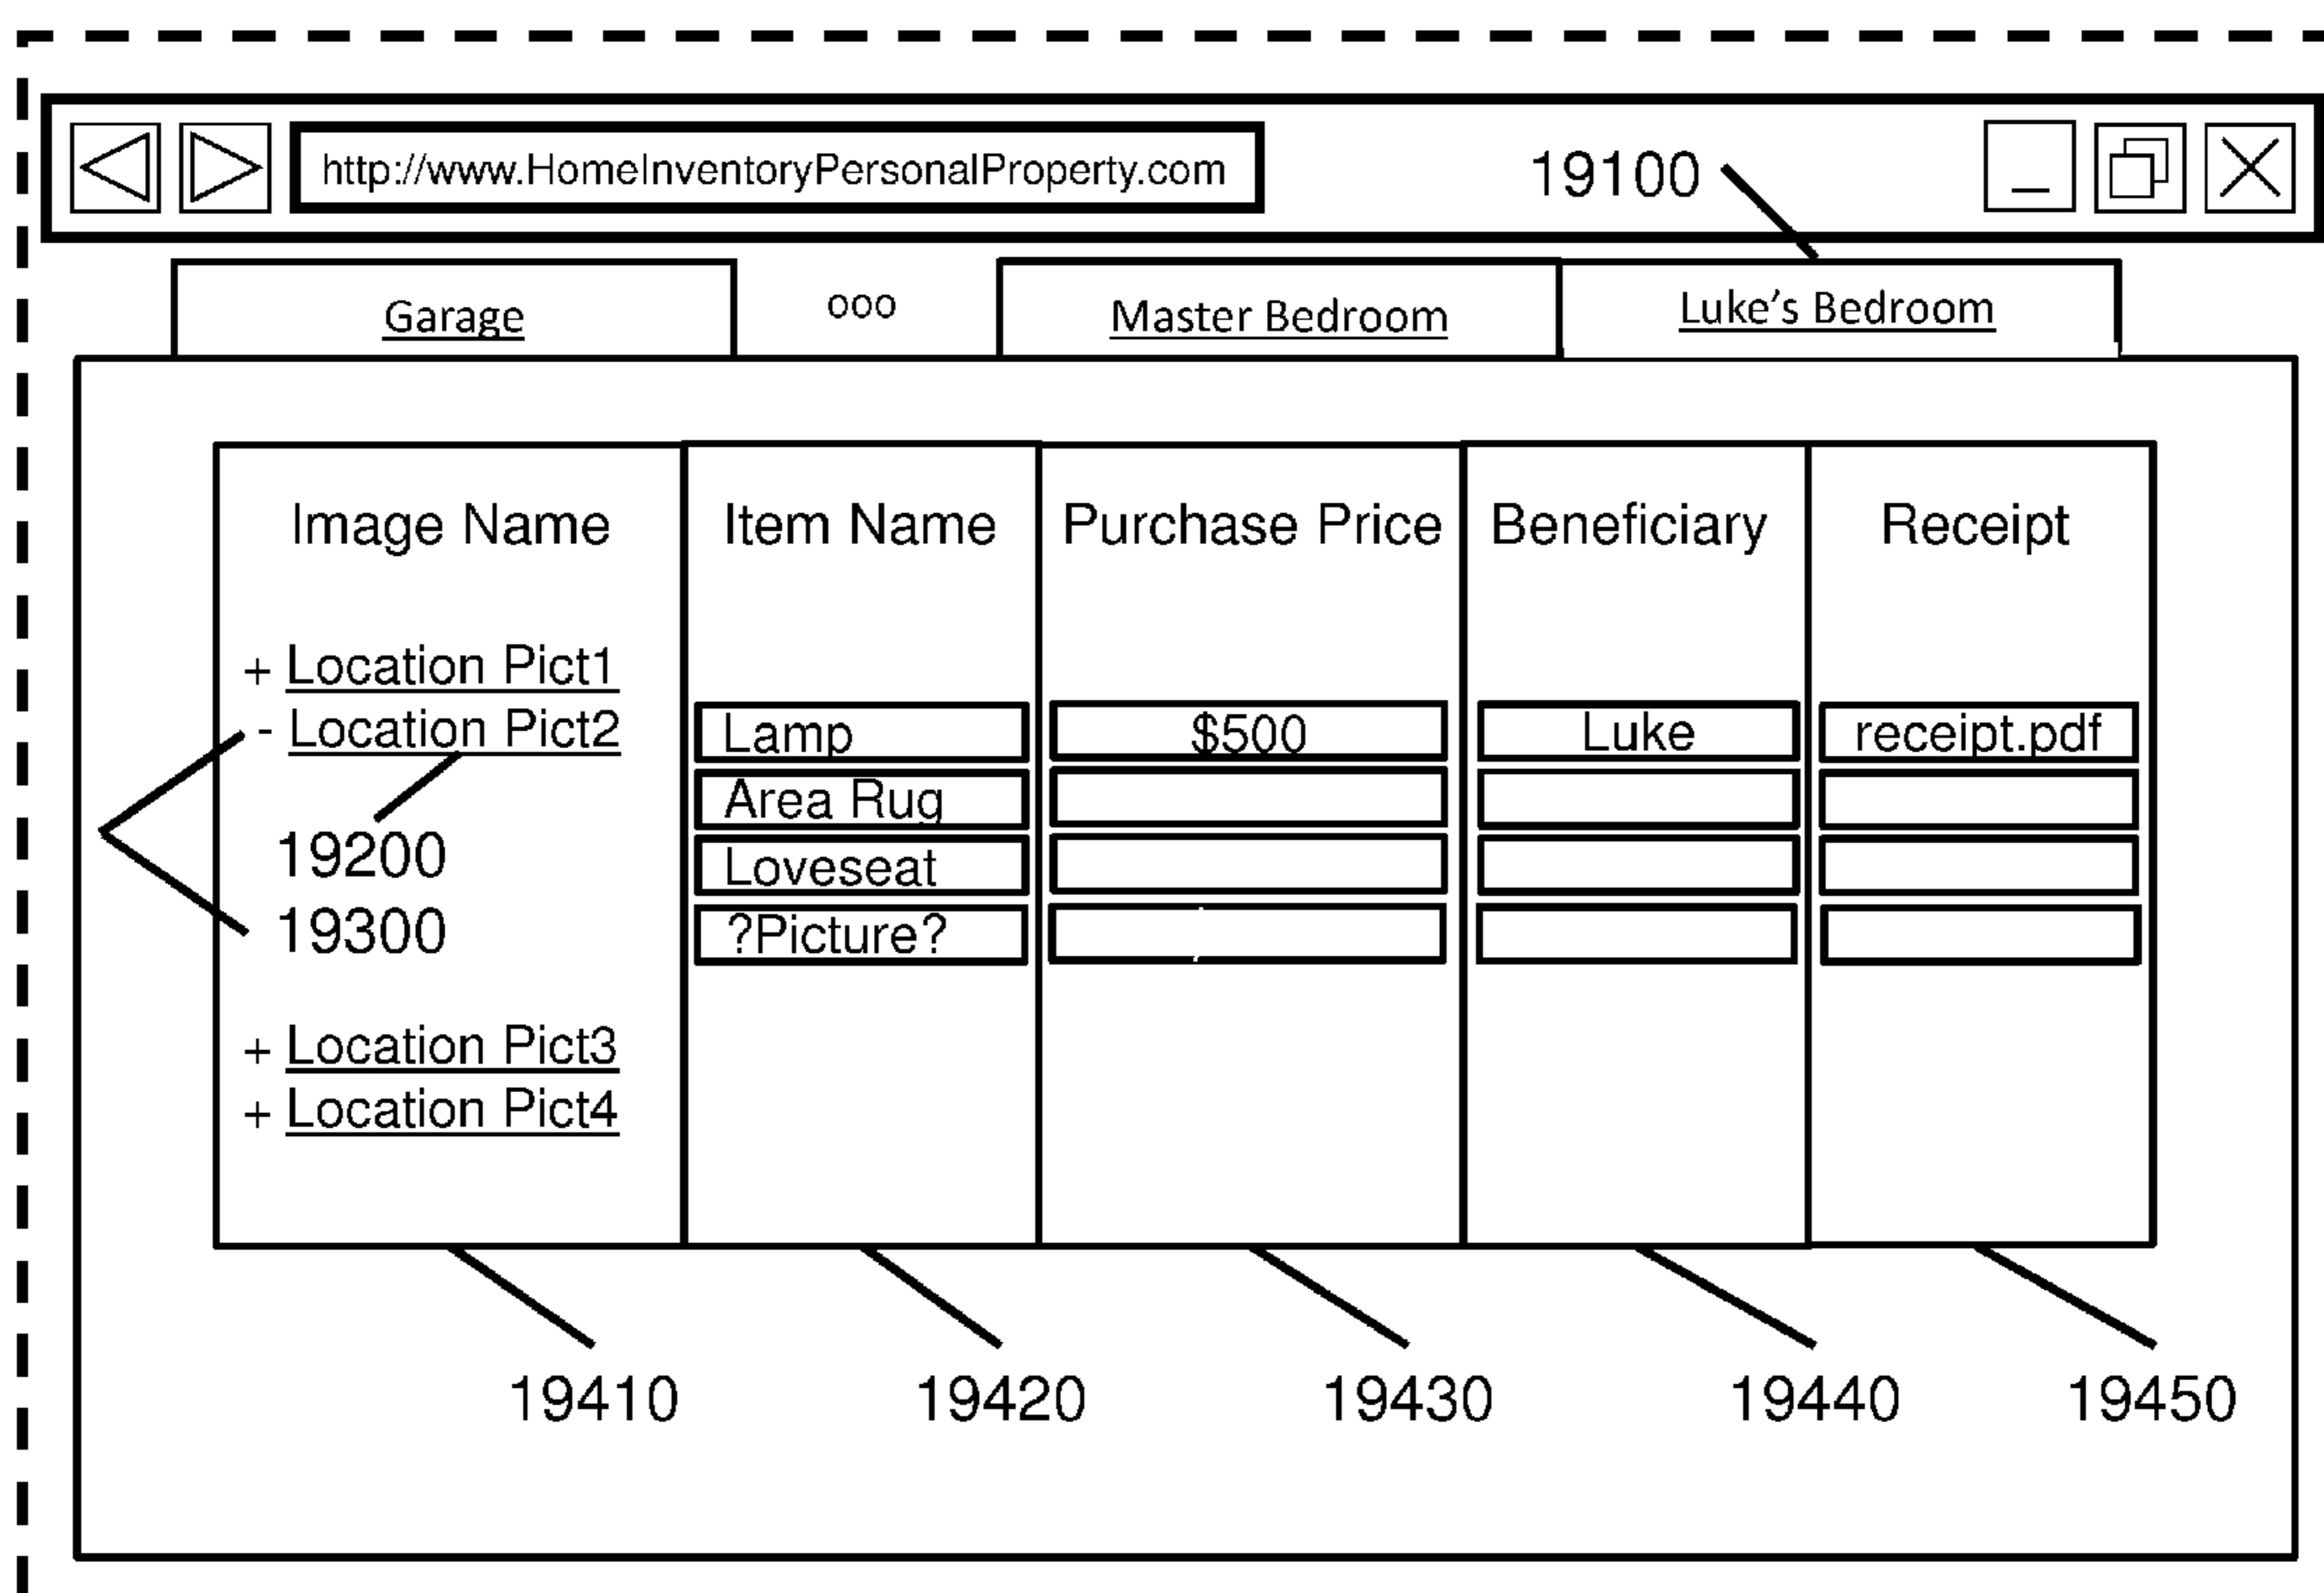 http://www.HomeInventoryPersonalProperty.com 19100
Garage ooo Master Bedroom Luke's Bedroom
Image Name Item Name Purchase Price Beneficiary Receipt
+ Location Pict1
- Location Pict2 Lamp $500 Luke receipt.pdf
Area Rug
19200 Loveseat
19300 ?Picture?
+ Location Pict3
+ Location Pict4
19410 19420 19430 19440 19450